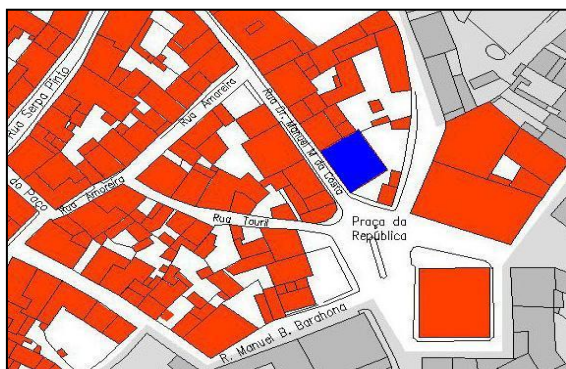 Rua Serpa Pinto
Rua Amoreira
Rua Dr. Manuel M da Costa
do Paço
Rua Amoreira
Rua Touril
Praça da
República
R. Manuel B. Barahona